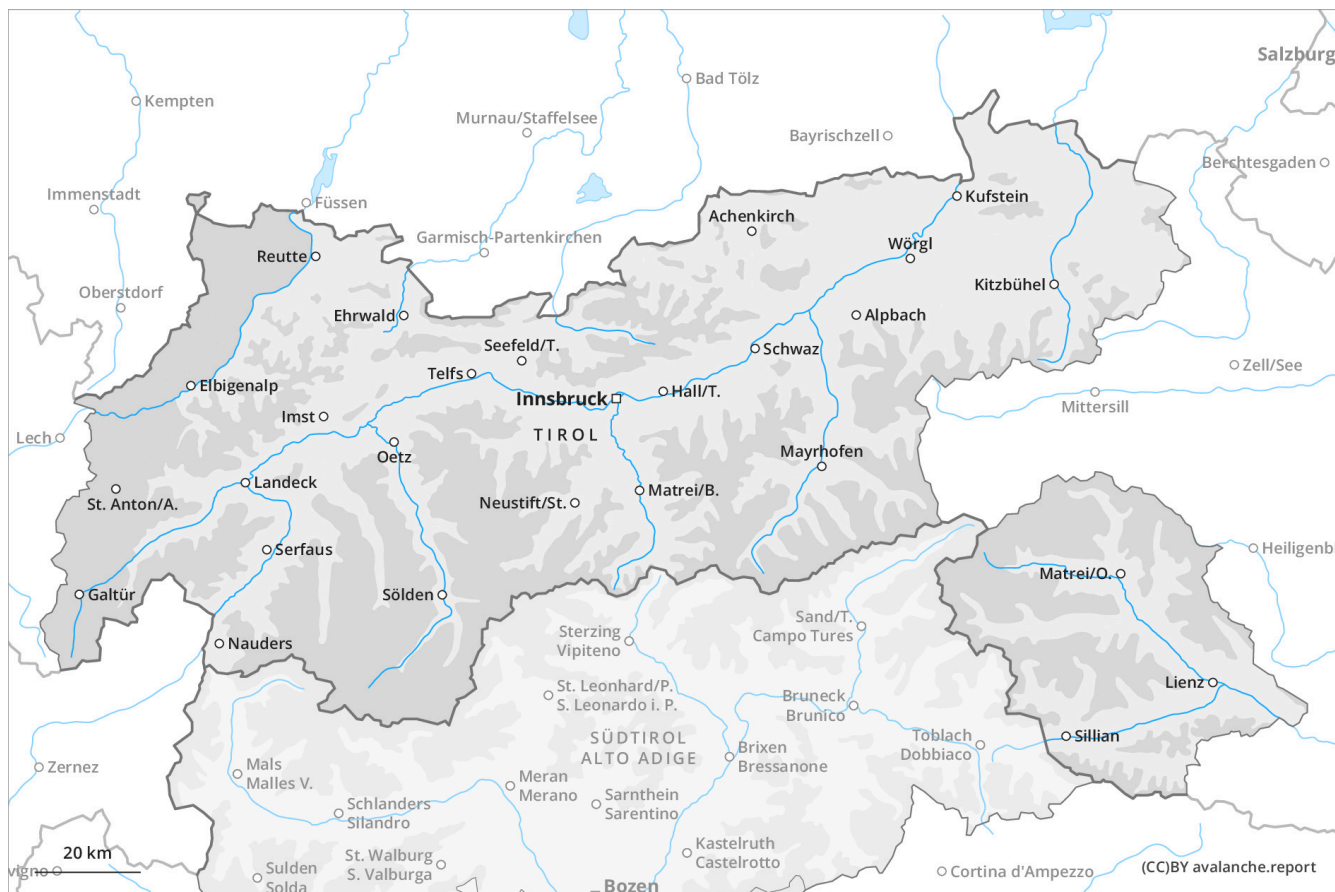 Salzburg
Bad Tölz
Kempten
Murnau/Staffelsee
Bayrischzell
Berchtesgaden
Immenstadt
Füssen
Kufstein
Achenkirch
Garmisch-Partenkirchen
Wörgl
Reutte
Oberstdorf
Kitzbühel
Ehrwald
Alpbach
Seefeld/T.
Schwaz
Zell/See
Telfs
Elbigenalp
Hall/T.
Innsbruck
Mittersill
Imst
TIROL
Lech
Oetz
Mayrhofen
Landeck
St. Anton/A.
Neustift/St.
Matrei/B.
Serfaus
Heiligenb
Matrei/O.
Galtür
Sölden
Sand/T.
Campo Tures
Sterzing
Vipiteno
Nauders
Lienz
St. Leonhard/P.
S. Leonardo i. P.
Bruneck
Brunico
Toblach
Dobbiaco
Sillian
SÜDTIROL
ALTO ADIGE
Brixen
Bressanone
Zernez
Mals
Malles V.
Meran
Merano
Schlanders
Silandro
Sarnthein
Sarentino
Kastelruth
Castelrotto
20 km
St. Walburg
S. Valburga
vigno
Sulden
Solda
Cortina d'Ampezzo
(CC)BY avalanche.report
Bozen